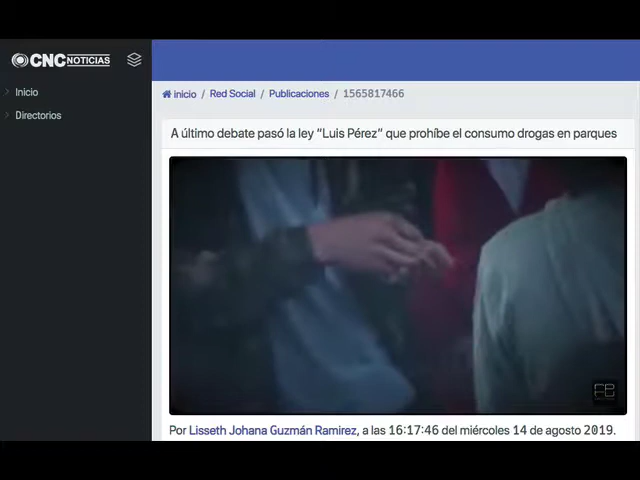 CNC NOTICIAS
Inicio
Directorios
inicio / Red Social / Publicaciones / 1565817466
A último debate pasó la ley “Luis Pérez” que prohíbe el consumo drogas en parques
Por Lisseth Johana Guzmán Ramirez, a las 16:17:46 del miércoles 14 de agosto 2019.